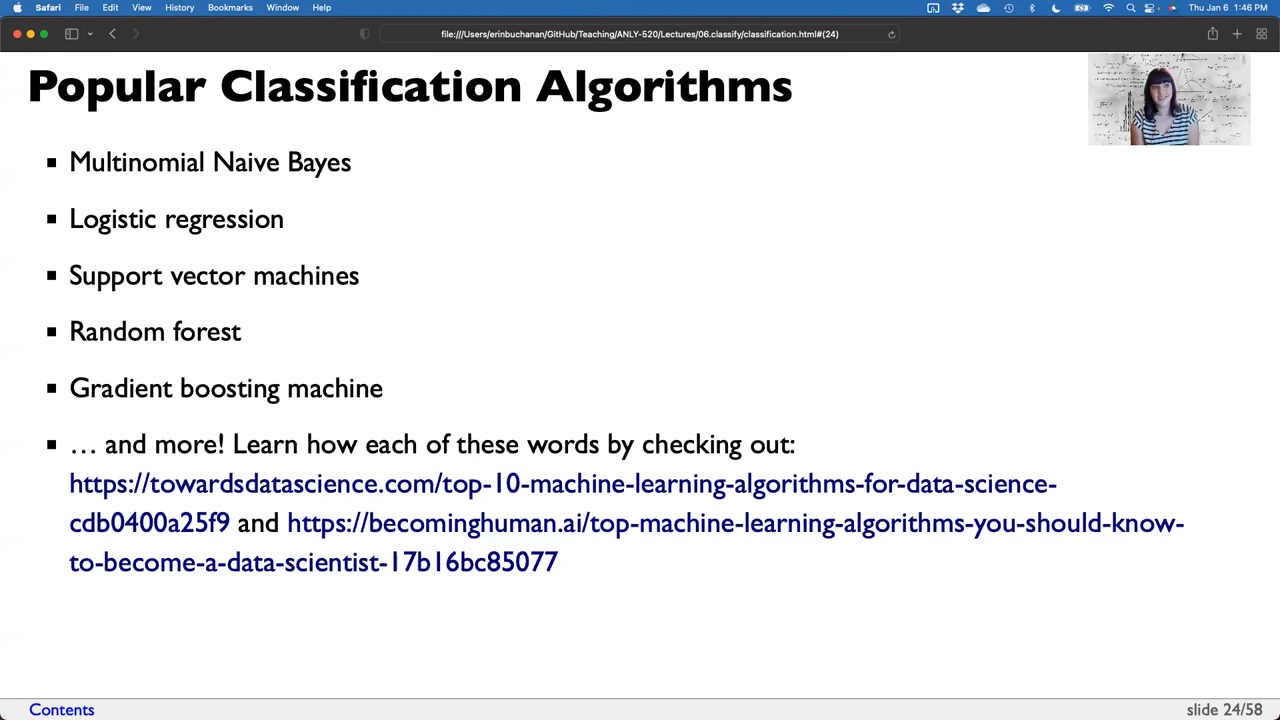 Safari File Edit View History Bookmarks Window Help Thu Jan 6 1:46 PM
file:///Users/erinbuchanan/GitHub/Teaching/ANLY-520/Lectures/06.classify/classification.html#(24)
Popular Classification Algorithms
Multinomial Naive Bayes
Logistic regression
Support vector machines
Random forest
Gradient boosting machine
… and more! Learn how each of these words by checking out:
https://towardsdatascience.com/top-10-machine-learning-algorithms-for-data-science-
cdb0400a25f9 and https://becominghuman.ai/top-machine-learning-algorithms-you-should-know-
to-become-a-data-scientist-17b16bc85077
Contents slide 24/58